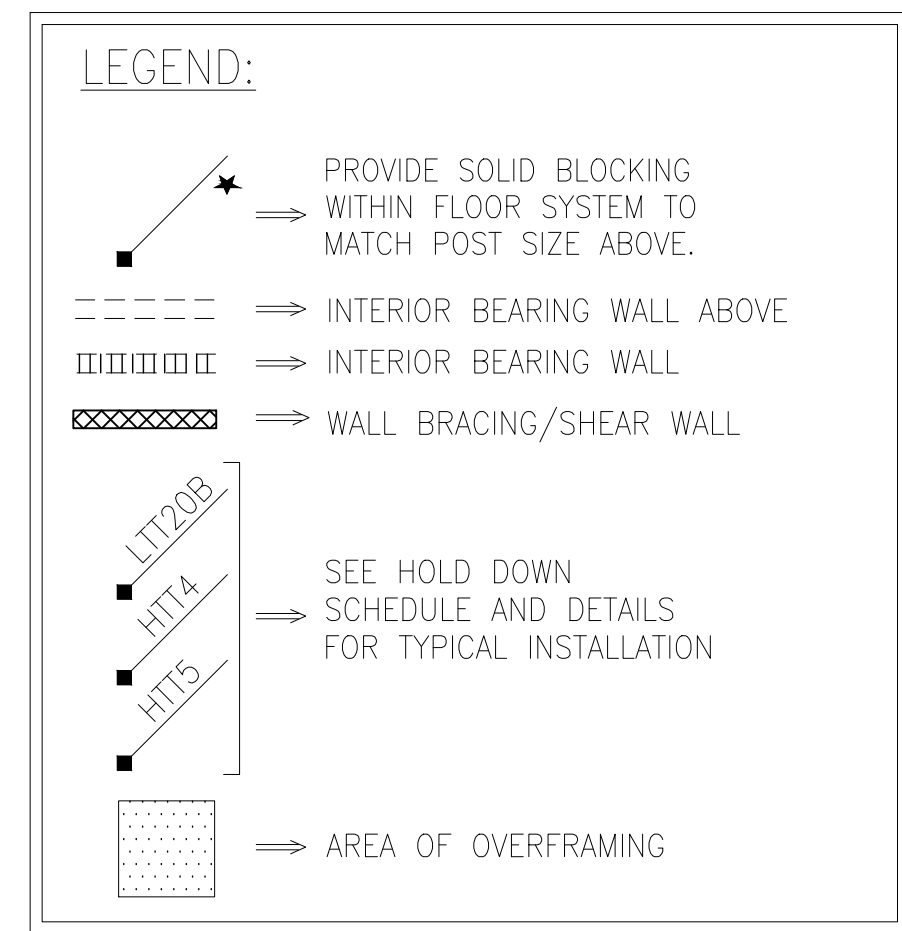 LEGEND:
PROVIDE SOLID BLOCKING
WITHIN FLOOR SYSTEM TO
MATCH POST SIZE ABOVE.
INTERIOR BEARING WALL ABOVE
INTERIOR BEARING WALL
WALL BRACING/SHEAR WALL
LTT20B
HTT4
HTT5
SEE HOLD DOWN
SCHEDULE AND DETAILS
FOR TYPICAL INSTALLATION
AREA OF OVERFRAMING